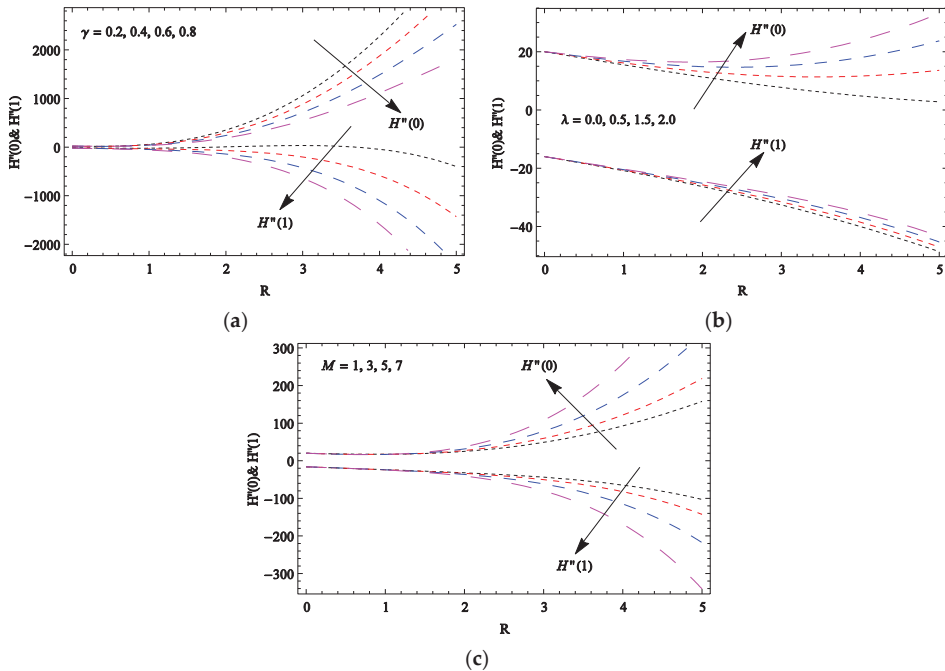 γ = 0.2, 0.4, 0.6, 0.8
H''(0)
H''(1)
H''(0)& H''(1)
2000
1000
0
−1000
−2000
0 1 2 3 4 5
R
(a)
H''(0)
λ = 0.0, 0.5, 1.5, 2.0
H''(1)
H''(0)& H''(1)
20
0
−20
−40
0 1 2 3 4 5
R
(b)
M = 1, 3, 5, 7
H''(0)
H''(1)
H''(0)& H''(1)
300
200
100
0
−100
−200
−300
0 1 2 3 4 5
R
(c)